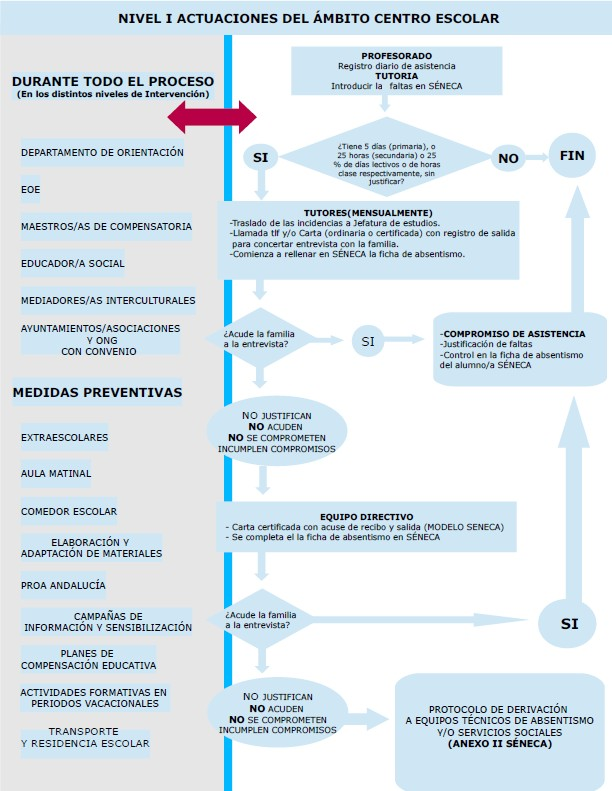 NIVEL I ACTUACIONES DEL ÁMBITO CENTRO ESCOLAR
DURANTE TODO EL PROCESO
(En los distintos niveles de Intervención)
DEPARTAMENTO DE ORIENTACIÓN
EOE
MAESTROS/AS DE COMPENSATORIA
EDUCADOR/A SOCIAL
MEDIADORES/AS INTERCULTURALES
AYUNTAMIENTOS/ASOCIACIONES
Y ONG
CON CONVENIO
MEDIDAS PREVENTIVAS
EXTRAESCOLARES
AULA MATINAL
COMEDOR ESCOLAR
ELABORACIÓN Y
ADAPTACIÓN DE MATERIALES
PROA ANDALUCÍA
CAMPAÑAS DE
INFORMACIÓN Y SENSIBILIZACIÓN
PLANES DE
COMPENSACIÓN EDUCATIVA
ACTIVIDADES FORMATIVAS EN
PERIODOS VACACIONALES
TRANSPORTE
Y RESIDENCIA ESCOLAR
PROFESORADO
Registro diario de asistencia
TUTORIA
Introducir la faltas en SÉNECA
¿Tiene 5 días (primaria), o
25 horas (secundaria) o 25
% de días lectivos o de horas
clase respectivamente, sin
justificar?
SI
NO
FIN
TUTORES(MENSUALMENTE)
-Traslado de las incidencias a Jefatura de estudios.
-Llamada tlf y/o Carta (ordinaria o certificada) con registro de salida
para concertar entrevista con la familia.
-Comienza a rellenar en SÉNECA la ficha de absentismo.
¿Acude la familia
a la entrevista?
SI
-COMPROMISO DE ASISTENCIA
-Justificación de faltas
-Control en la ficha de absentismo
del alumno/a SÉNECA
NO JUSTIFICAN
NO ACUDEN
NO SE COMPROMETEN
INCUMPLEN COMPROMISOS
EQUIPO DIRECTIVO
- Carta certificada con acuse de recibo y salida (MODELO SENECA)
- Se completa el la ficha de absentismo en SÉNECA
¿Acude la familia
a la entrevista?
SI
NO JUSTIFICAN
NO ACUDEN
NO SE COMPROMETEN
INCUMPLEN COMPROMISOS
PROTOCOLO DE DERIVACIÓN
A EQUIPOS TÉCNICOS DE ABSENTISMO
Y/O SERVICIOS SOCIALES
(ANEXO II SÉNECA)